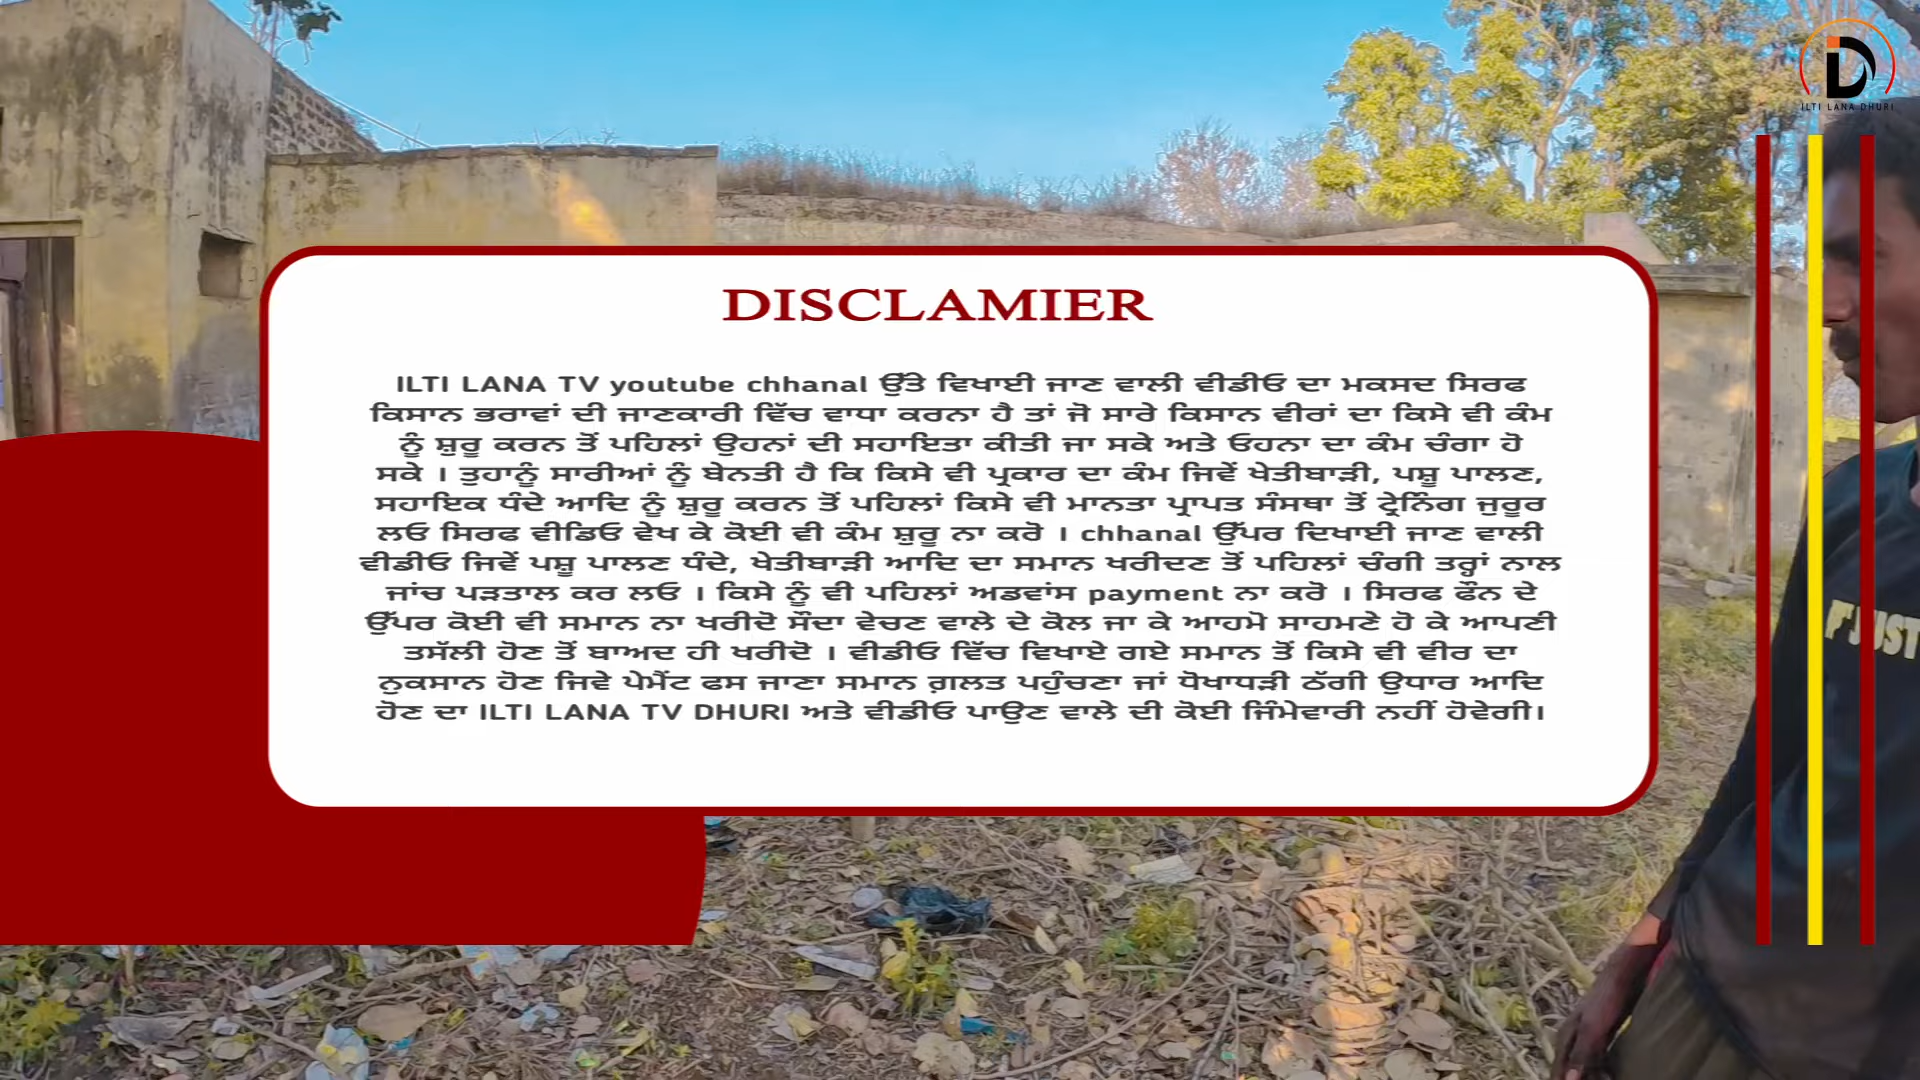 ILTI LANA DHURI
DISCLAMIER
ILTI LANA TV youtube chhanal ਉੱਤੇ ਵਿਖਾਈ ਜਾਣ ਵਾਲੀ ਵੀਡੀਓ ਦਾ ਮਕਸਦ ਸਿਰਫ
ਕਿਸਾਨ ਭਰਾਵਾਂ ਦੀ ਜਾਣਕਾਰੀ ਵਿੱਚ ਵਾਧਾ ਕਰਨਾ ਹੈ ਤਾਂ ਜੋ ਸਾਰੇ ਕਿਸਾਨ ਵੀਰਾਂ ਦਾ ਕਿਸੇ ਵੀ ਕੰਮ
ਨੂੰ ਸ਼ੁਰੂ ਕਰਨ ਤੋਂ ਪਹਿਲਾਂ ਉਹਨਾਂ ਦੀ ਸਹਾਇਤਾ ਕੀਤੀ ਜਾ ਸਕੇ ਅਤੇ ਓਹਨਾ ਦਾ ਕੰਮ ਚੰਗਾ ਹੋ
ਸਕੇ । ਤੁਹਾਨੂੰ ਸਾਰੀਆਂ ਨੂੰ ਬੇਨਤੀ ਹੈ ਕਿ ਕਿਸੇ ਵੀ ਪ੍ਰਕਾਰ ਦਾ ਕੰਮ ਜਿਵੇਂ ਖੇਤੀਬਾੜੀ, ਪਸ਼ੂ ਪਾਲਣ,
ਸਹਾਇਕ ਧੰਦੇ ਆਦਿ ਨੂੰ ਸ਼ੁਰੂ ਕਰਨ ਤੋਂ ਪਹਿਲਾਂ ਕਿਸੇ ਵੀ ਮਾਨਤਾ ਪ੍ਰਾਪਤ ਸੰਸਥਾ ਤੋਂ ਟ੍ਰੇਨਿੰਗ ਜੁਰੂਰ
ਲਓ ਸਿਰਫ ਵੀਡਿਓ ਵੇਖ ਕੇ ਕੋਈ ਵੀ ਕੰਮ ਸ਼ੁਰੂ ਨਾ ਕਰੋ । chhanal ਉੱਪਰ ਦਿਖਾਈ ਜਾਣ ਵਾਲੀ
ਵੀਡੀਓ ਜਿਵੇਂ ਪਸ਼ੂ ਪਾਲਣ ਧੰਦੇ, ਖੇਤੀਬਾੜੀ ਆਦਿ ਦਾ ਸਮਾਨ ਖਰੀਦਣ ਤੋਂ ਪਹਿਲਾਂ ਚੰਗੀ ਤਰ੍ਹਾਂ ਨਾਲ
ਜਾਂਚ ਪੜਤਾਲ ਕਰ ਲਓ । ਕਿਸੇ ਨੂੰ ਵੀ ਪਹਿਲਾਂ ਅਡਵਾਂਸ payment ਨਾ ਕਰੋ । ਸਿਰਫ ਫੌਨ ਦੇ
ਉੱਪਰ ਕੋਈ ਵੀ ਸਮਾਨ ਨਾ ਖਰੀਦੋ ਸੌਦਾ ਵੇਚਣ ਵਾਲੇ ਦੇ ਕੋਲ ਜਾ ਕੇ ਆਹਮੋ ਸਾਹਮਣੇ ਹੋ ਕੇ ਆਪਣੀ
ਤਸੱਲੀ ਹੋਣ ਤੋਂ ਬਾਅਦ ਹੀ ਖਰੀਦੋ । ਵੀਡੀਓ ਵਿੱਚ ਵਿਖਾਏ ਗਏ ਸਮਾਨ ਤੋਂ ਕਿਸੇ ਵੀ ਵੀਰ ਦਾ
ਨੁਕਸਾਨ ਹੋਣ ਜਿਵੇ ਪੇਮੈਂਟ ਫਸ ਜਾਣਾ ਸਮਾਨ ਗ਼ਲਤ ਪਹੁੰਚਣਾ ਜਾਂ ਧੋਖਾਧੜੀ ਠੱਗੀ ਉਧਾਰ ਆਦਿ
ਹੋਣ ਦਾ ILTI LANA TV DHURI ਅਤੇ ਵੀਡੀਓ ਪਾਉਣ ਵਾਲੇ ਦੀ ਕੋਈ ਜਿੰਮੇਵਾਰੀ ਨਹੀਂ ਹੋਵੇਗੀ।
JUST